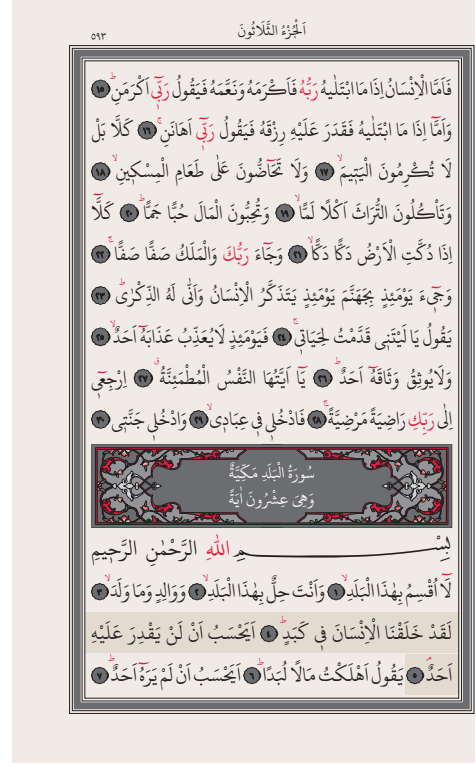 اَلْجُزْءُ الثَّلَاثُونَ
٥٩٣
فَاَمَّا الْاِنْسَانُ اِذَا مَا ابْتَلٰيهُ رَبُّهُ فَاَكْرَمَهُ وَنَعَّمَهُ فَيَقُولُ رَبّ۪ٓي اَكْرَمَنِۜ ﴿١٥﴾
وَاَمَّٓا اِذَا مَا ابْتَلٰيهُ فَقَدَرَ عَلَيْهِ رِزْقَهُ فَيَقُولُ رَبّ۪ٓي اَهَانَنِۚ ﴿١٦﴾ كَلَّا بَلْ
لَا تُكْرِمُونَ الْيَت۪يمَۙ ﴿١٧﴾ وَلَا تَحَٓاضُّونَ عَلٰى طَعَامِ الْمِسْك۪ينِۙ ﴿١٨﴾
وَتَأْكُلُونَ التُّرَاثَ اَكْلًا لَمًّاۙ ﴿١٩﴾ وَتُحِبُّونَ الْمَالَ حُبًّا جَمًّاۜ ﴿٢٠﴾ كَلَّٓا
اِذَا دُكَّتِ الْاَرْضُ دَكًّا دَكًّاۙ ﴿٢١﴾ وَجَٓاءَ رَبُّكَ وَالْمَلَكُ صَفًّا صَفًّاۚ ﴿٢٢﴾
وَج۪ٓيءَ يَوْمَئِذٍ بِجَهَنَّمَ يَوْمَئِذٍ يَتَذَكَّرُ الْاِنْسَانُ وَاَنّٰى لَهُ الذِّكْرٰىۜ ﴿٢٣﴾
يَقُولُ يَا لَيْتَن۪ي قَدَّمْتُ لِحَيَات۪يۚ ﴿٢٤﴾ فَيَوْمَئِذٍ لَا يُعَذِّبُ عَذَابَهُٓ اَحَدٌۙ ﴿٢٥﴾
وَلَا يُوثِقُ وَثَاقَهُٓ اَحَدٌۜ ﴿٢٦﴾ يَٓا اَيَّتُهَا النَّفْسُ الْمُطْمَئِنَّةُۗ ﴿٢٧﴾ اِرْجِع۪ٓي
اِلٰى رَبِّكِ رَاضِيَةً مَرْضِيَّةًۚ ﴿٢٨﴾ فَادْخُل۪ي ف۪ي عِبَاد۪يۙ ﴿٢٩﴾ وَادْخُل۪ي جَنَّت۪ي ﴿٣٠﴾
سُورَةُ الْبَلَدِ مَكِّيَّةٌ
وَهِيَ عِشْرُونَ اٰيَةً
بِسْمِ اللّٰهِ الرَّحْمٰنِ الرَّح۪يمِ
لَٓا اُقْسِمُ بِهٰذَا الْبَلَدِۙ ﴿١﴾ وَاَنْتَ حِلٌّ بِهٰذَا الْبَلَدِۙ ﴿٢﴾ وَوَالِدٍ وَمَا وَلَدَۙ ﴿٣﴾
لَقَدْ خَلَقْنَا الْاِنْسَانَ ف۪ي كَبَدٍۜ ﴿٤﴾ اَيَحْسَبُ اَنْ لَنْ يَقْدِرَ عَلَيْهِ
اَحَدٌۢ ﴿٥﴾ يَقُولُ اَهْلَكْتُ مَالًا لُبَدًاۜ ﴿٦﴾ اَيَحْسَبُ اَنْ لَمْ يَرَهُٓ اَحَدٌۜ ﴿٧﴾